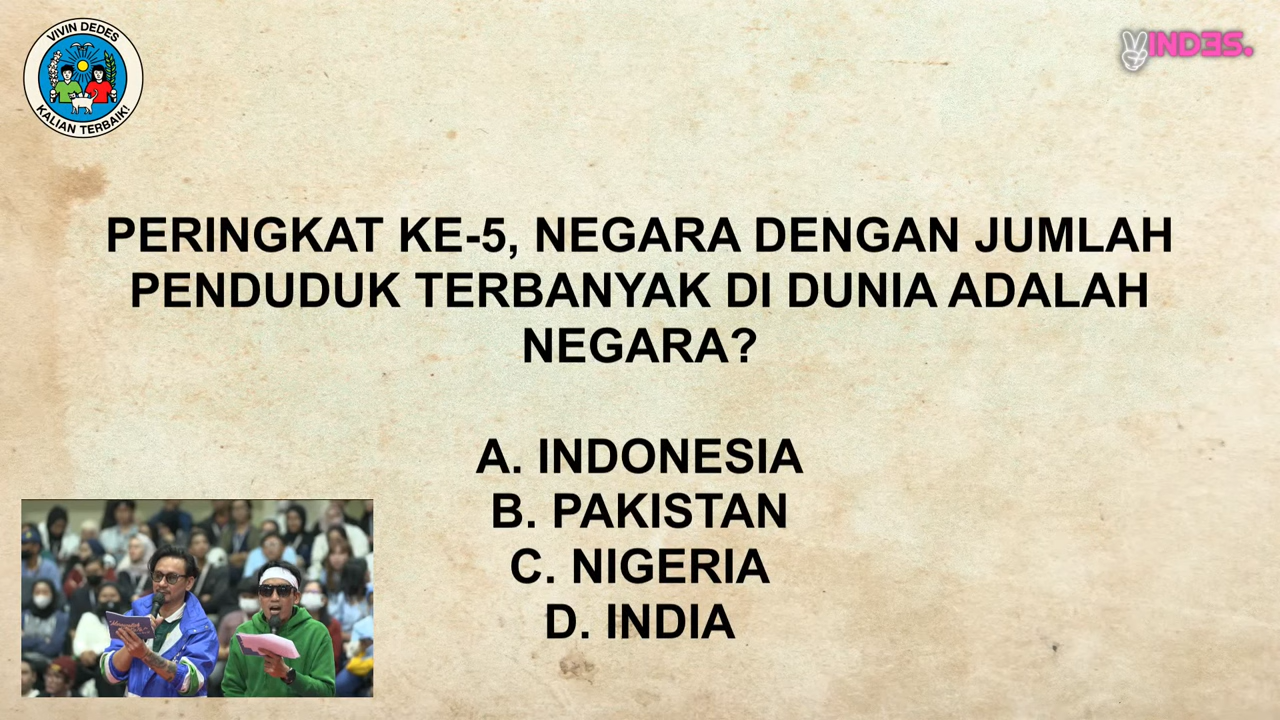 VIVIN DEDES
KALIAN TERBAIK!
VINDES.
PERINGKAT KE-5, NEGARA DENGAN JUMLAH
PENDUDUK TERBANYAK DI DUNIA ADALAH
NEGARA?
A. INDONESIA
B. PAKISTAN
C. NIGERIA
D. INDIA